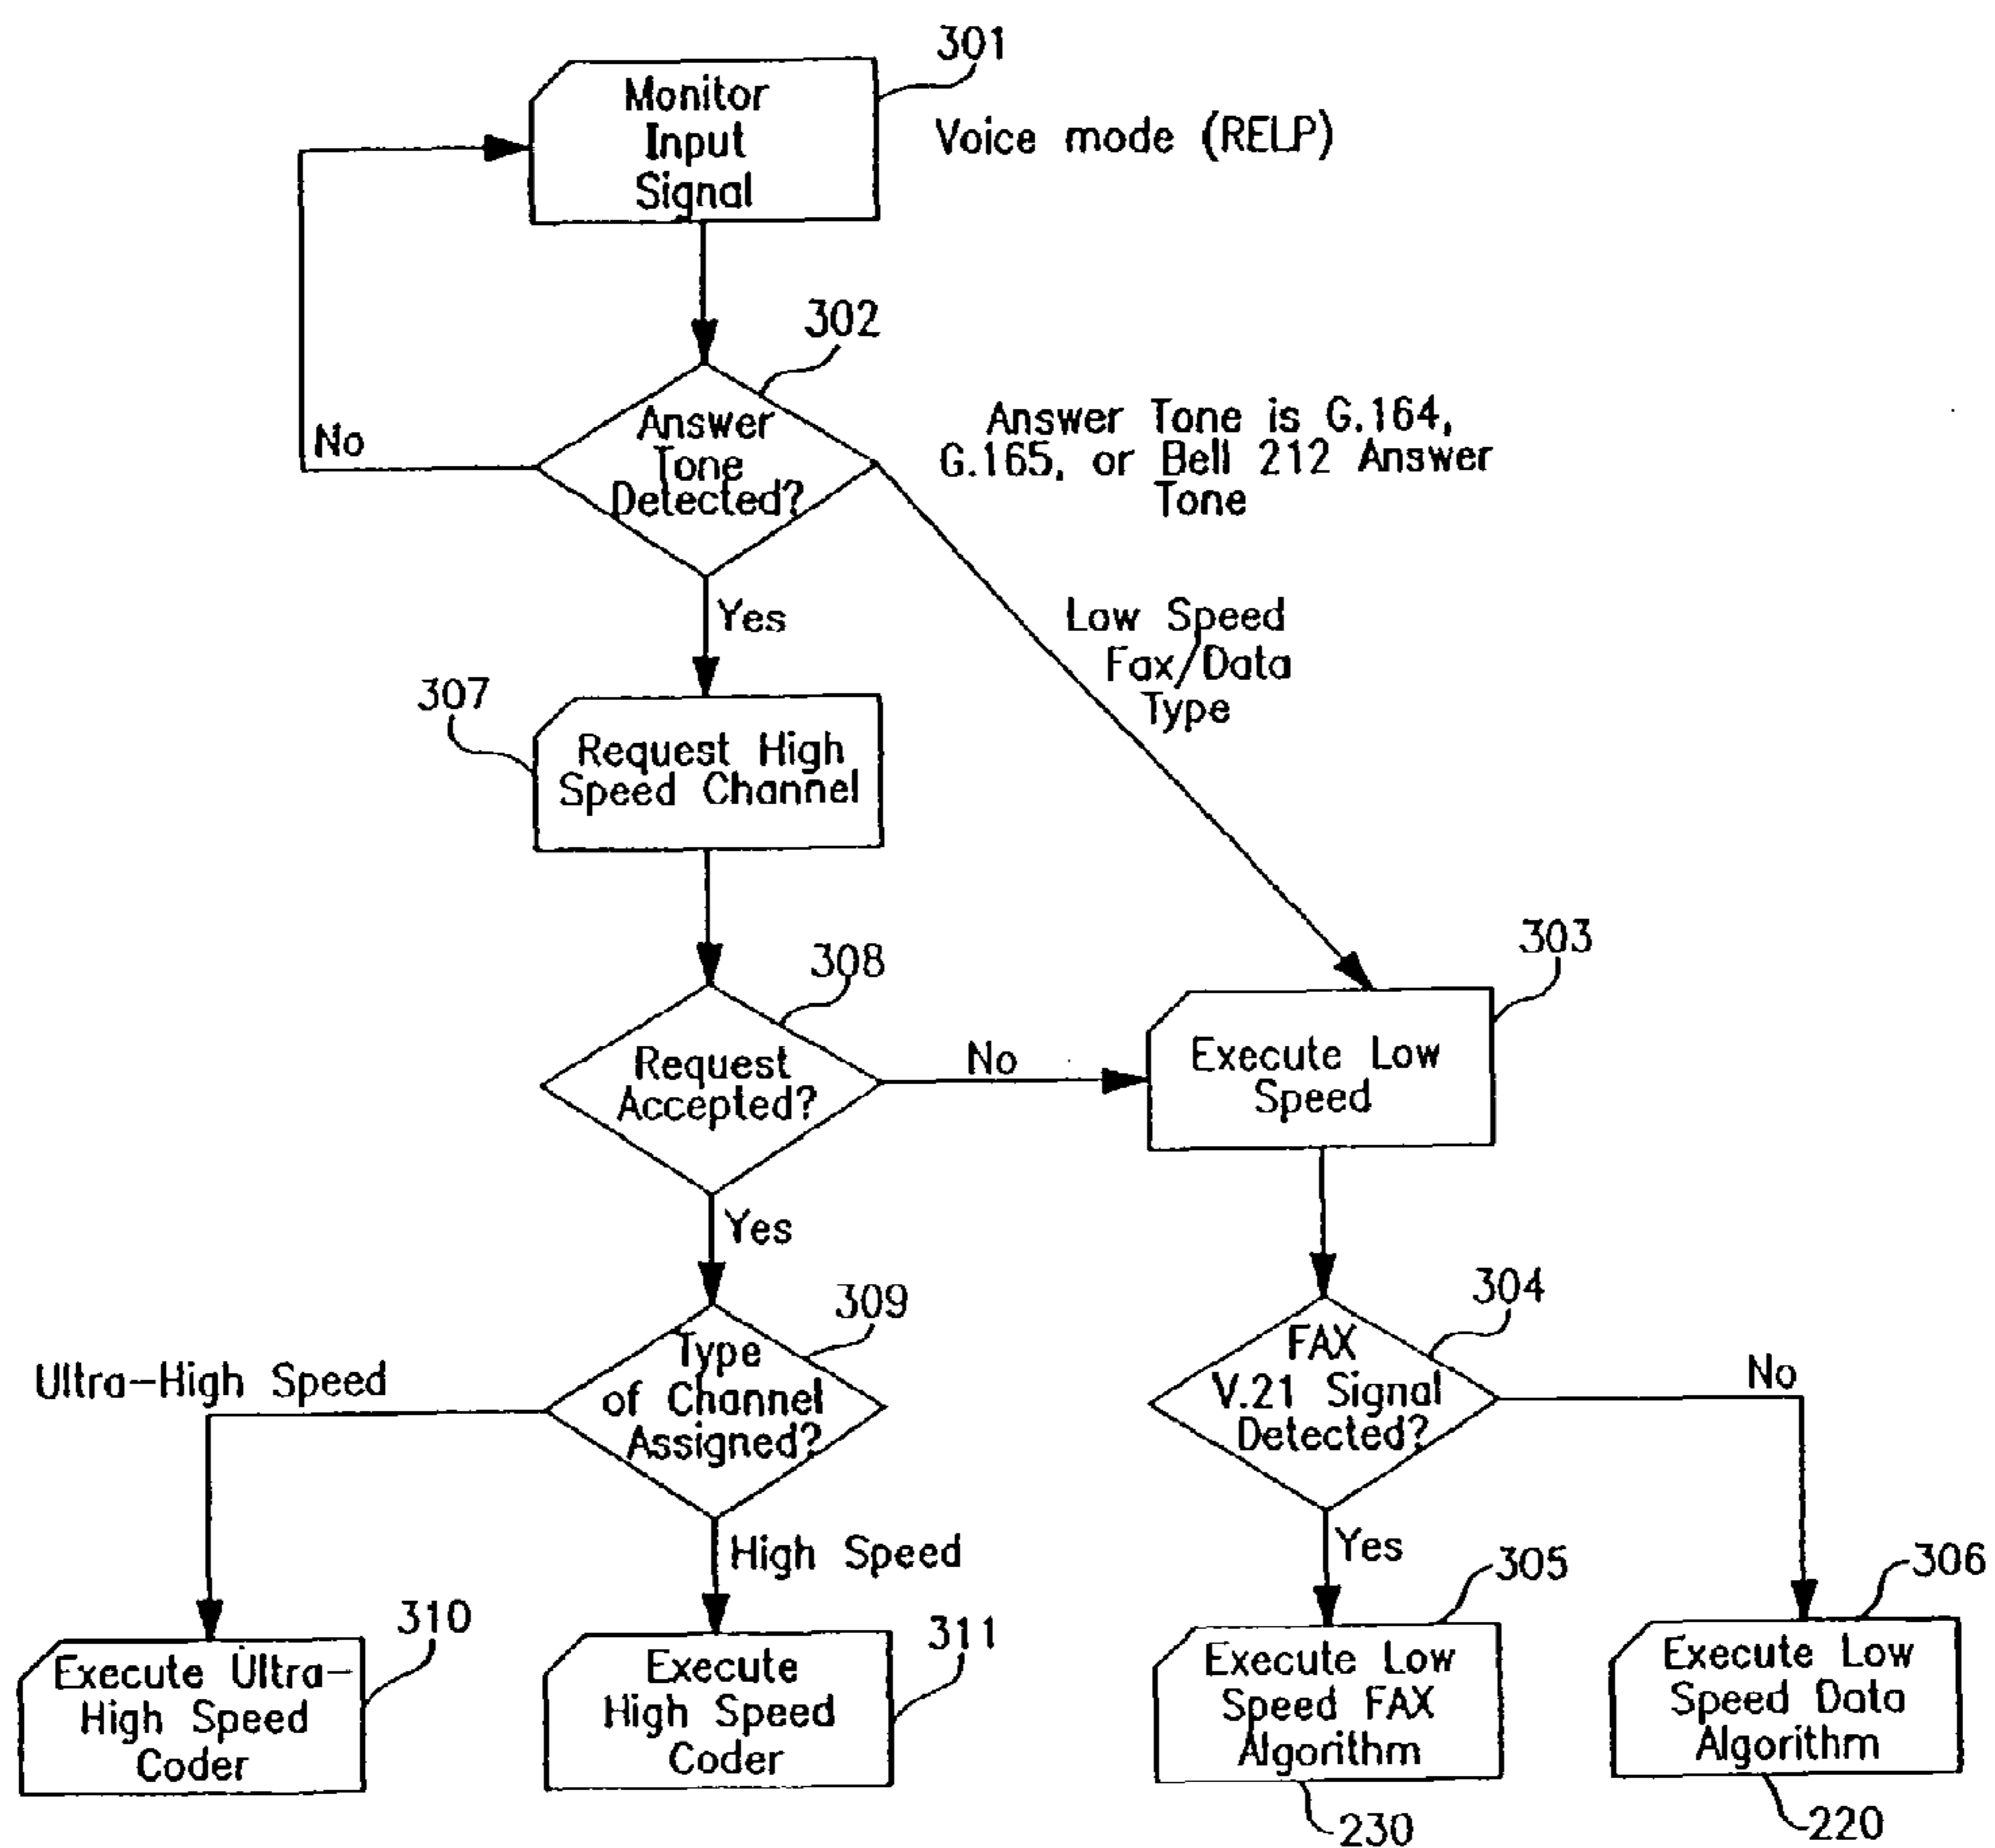 301
Monitor
Input
Signal
Voice mode (RELP)
302
Answer
Tone
Detected?
No
Answer Tone is G.164,
G.165, or Bell 212 Answer
Tone
Yes
Low Speed
Fax/Data
Type
307
Request High
Speed Channel
308
Request
Accepted?
No
303
Execute Low
Speed
Yes
309
Type
of Channel
Assigned?
Ultra-High Speed
High Speed
304
FAX
V.21 Signal
Detected?
No
Yes
310
Execute Ultra-
High Speed
Coder
311
Execute
High Speed
Coder
305
Execute Low
Speed FAX
Algorithm
230
306
Execute Low
Speed Data
Algorithm
220